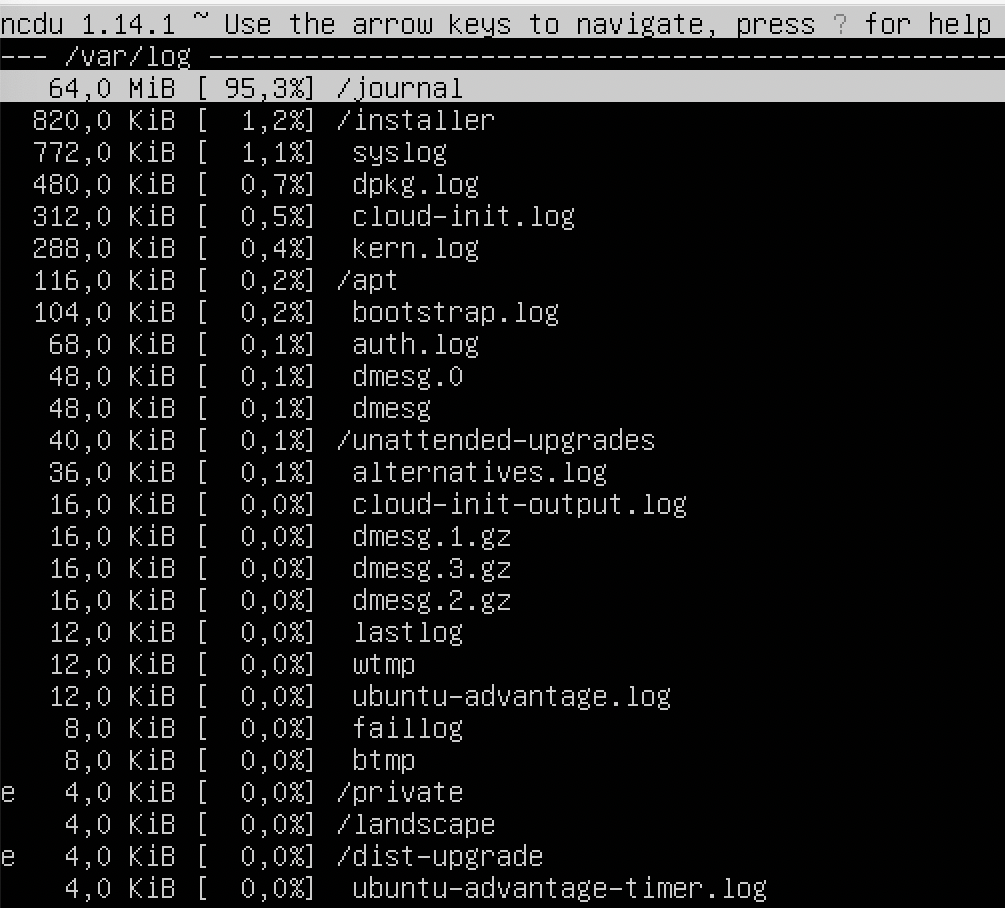 ncdu 1.14.1 ~ Use the arrow keys to navigate, press ? for help
--- /var/log --------------------------------------------------
   64,0 MiB [ 95,3%] /journal
  820,0 KiB [  1,2%] /installer
  772,0 KiB [  1,1%]  syslog
  480,0 KiB [  0,7%]  dpkg.log
  312,0 KiB [  0,5%]  cloud-init.log
  288,0 KiB [  0,4%]  kern.log
  116,0 KiB [  0,2%] /apt
  104,0 KiB [  0,2%]  bootstrap.log
   68,0 KiB [  0,1%]  auth.log
   48,0 KiB [  0,1%]  dmesg.0
   48,0 KiB [  0,1%]  dmesg
   40,0 KiB [  0,1%] /unattended-upgrades
   36,0 KiB [  0,1%]  alternatives.log
   16,0 KiB [  0,0%]  cloud-init-output.log
   16,0 KiB [  0,0%]  dmesg.1.gz
   16,0 KiB [  0,0%]  dmesg.3.gz
   16,0 KiB [  0,0%]  dmesg.2.gz
   12,0 KiB [  0,0%]  lastlog
   12,0 KiB [  0,0%]  wtmp
   12,0 KiB [  0,0%]  ubuntu-advantage.log
    8,0 KiB [  0,0%]  faillog
    8,0 KiB [  0,0%]  btmp
e   4,0 KiB [  0,0%] /private
    4,0 KiB [  0,0%] /landscape
e   4,0 KiB [  0,0%] /dist-upgrade
    4,0 KiB [  0,0%]  ubuntu-advantage-timer.log